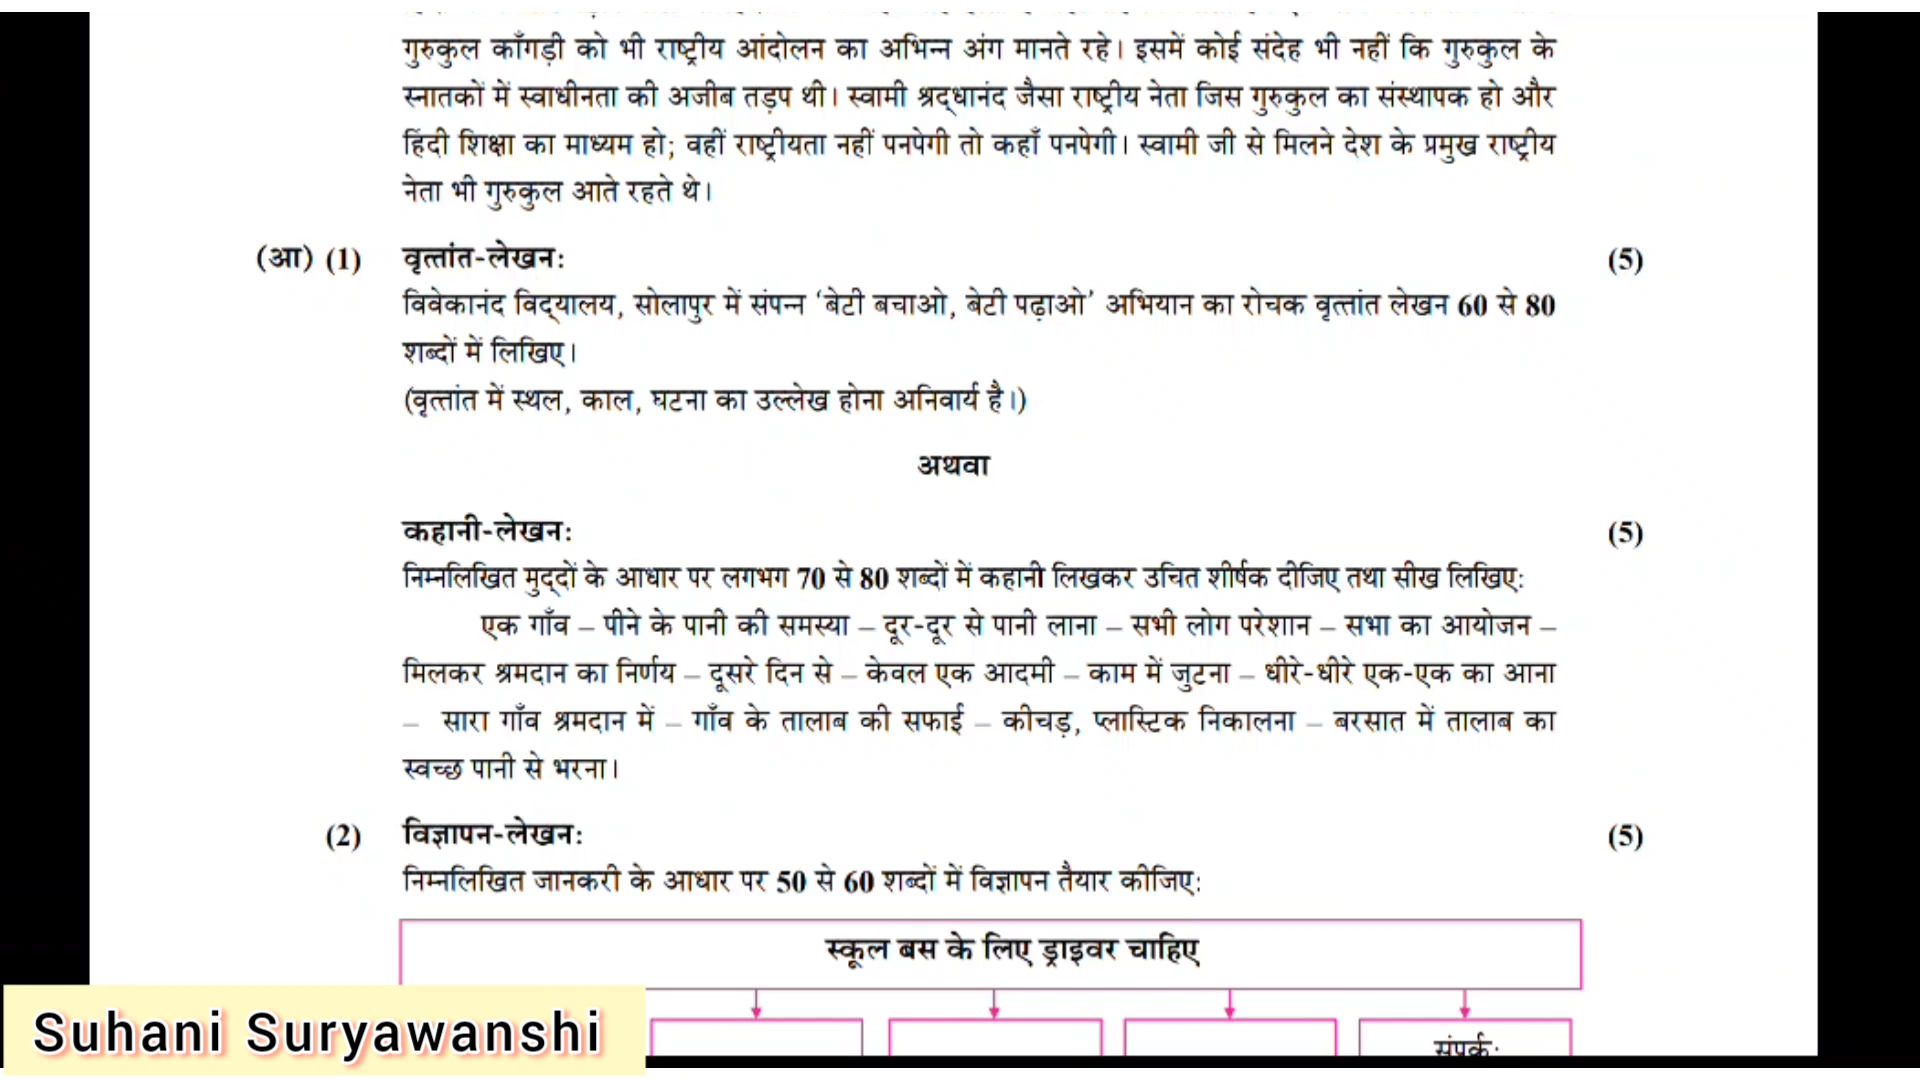 गुरुकुल काँगड़ी को भी राष्ट्रीय आंदोलन का अभिन्न अंग मानते रहे। इसमें कोई संदेह भी नहीं कि गुरुकुल के
स्नातकों में स्वाधीनता की अजीब तड़प थी। स्वामी श्रद्धानंद जैसा राष्ट्रीय नेता जिस गुरुकुल का संस्थापक हो और
हिंदी शिक्षा का माध्यम हो; वहीं राष्ट्रीयता नहीं पनपेगी तो कहाँ पनपेगी। स्वामी जी से मिलने देश के प्रमुख राष्ट्रीय
नेता भी गुरुकुल आते रहते थे।
(आ) (1) वृत्तांत-लेखन: (5)
विवेकानंद विद्यालय, सोलापुर में संपन्न ‘बेटी बचाओ, बेटी पढ़ाओ’ अभियान का रोचक वृत्तांत लेखन 60 से 80
शब्दों में लिखिए।
(वृत्तांत में स्थल, काल, घटना का उल्लेख होना अनिवार्य है।)
अथवा
कहानी-लेखन: (5)
निम्नलिखित मुद्दों के आधार पर लगभग 70 से 80 शब्दों में कहानी लिखकर उचित शीर्षक दीजिए तथा सीख लिखिए:
एक गाँव – पीने के पानी की समस्या – दूर-दूर से पानी लाना – सभी लोग परेशान – सभा का आयोजन –
मिलकर श्रमदान का निर्णय – दूसरे दिन से – केवल एक आदमी – काम में जुटना – धीरे-धीरे एक-एक का आना
– सारा गाँव श्रमदान में – गाँव के तालाब की सफाई – कीचड़, प्लास्टिक निकालना – बरसात में तालाब का
स्वच्छ पानी से भरना।
(2) विज्ञापन-लेखन: (5)
निम्नलिखित जानकरी के आधार पर 50 से 60 शब्दों में विज्ञापन तैयार कीजिए:
स्कूल बस के लिए ड्राइवर चाहिए
संपर्क:
Suhani Suryawanshi